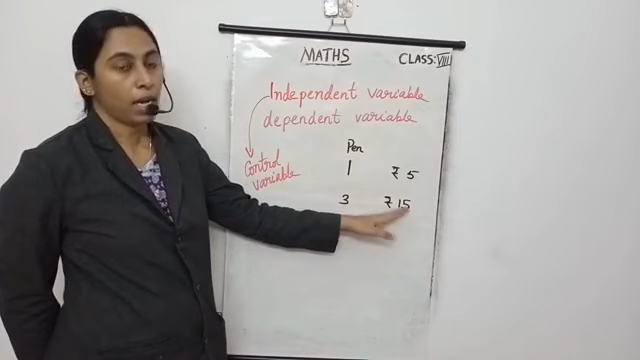 MATHS
CLASS: VIII
Independent variable
dependent variable
Control
variable
Pen
1 ₹ 5
3 ₹ 15